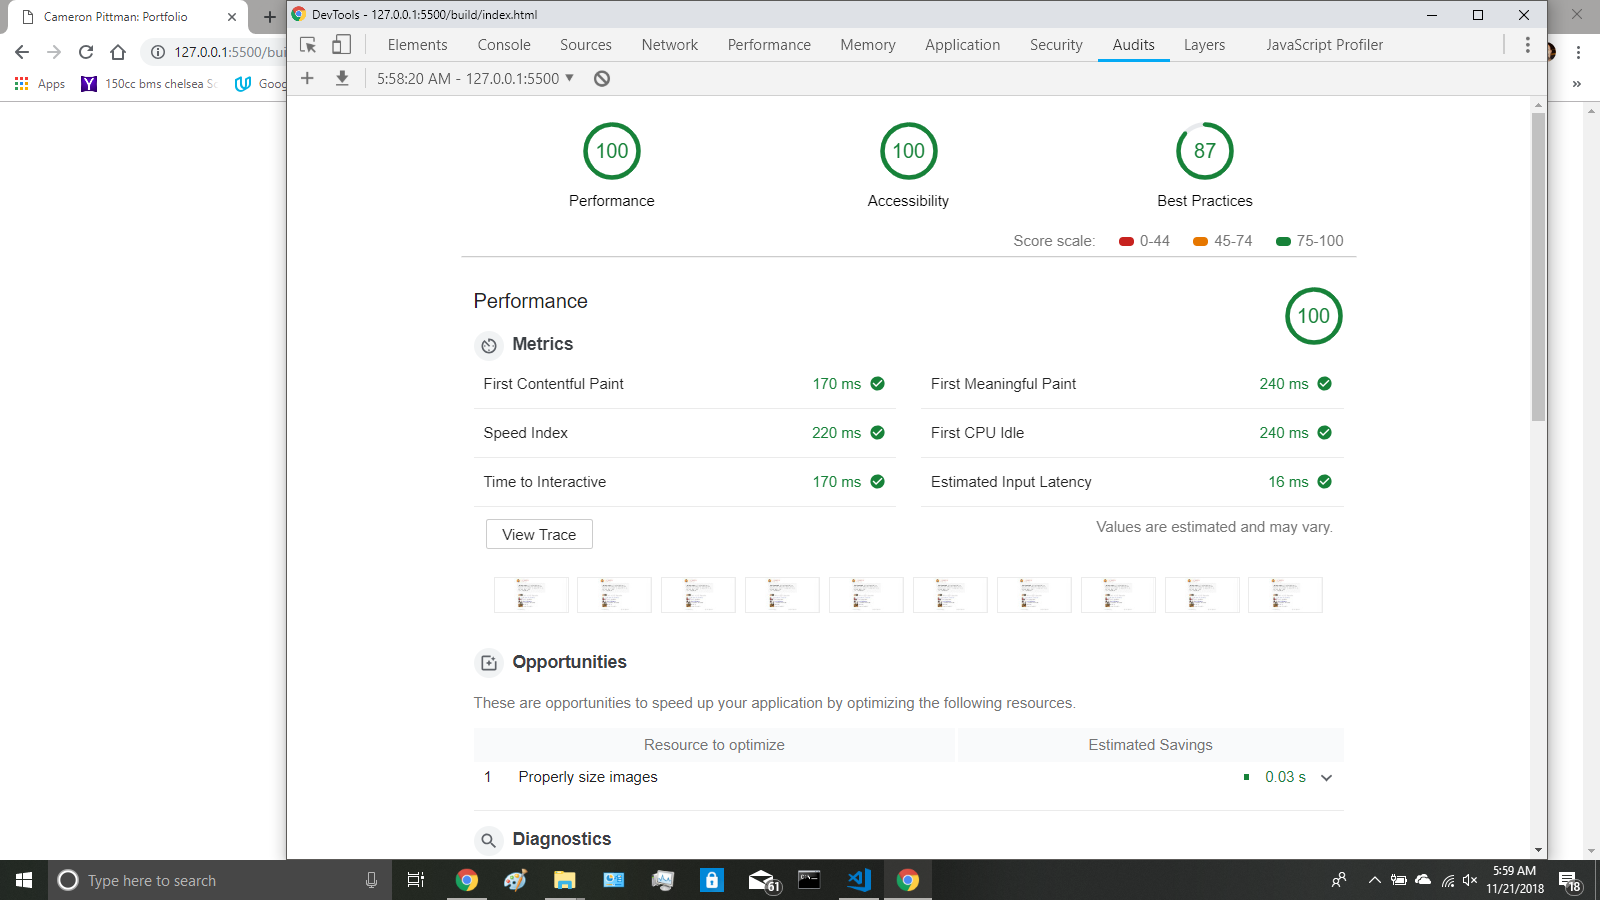 Cameron Pittman: Portfolio
DevTools - 127.0.0.1:5500/build/index.html
127.0.0.1:5500/bui
Elements Console Sources Network Performance Memory Application Security Audits Layers JavaScript Profiler
Apps 150cc bms chelsea Sc Goog
5:58:20 AM - 127.0.0.1:5500
100 100 87
Performance Accessibility Best Practices
Score scale: 0-44 45-74 75-100
Performance 100
Metrics
First Contentful Paint 170 ms First Meaningful Paint 240 ms
Speed Index 220 ms First CPU Idle 240 ms
Time to Interactive 170 ms Estimated Input Latency 16 ms
View Trace Values are estimated and may vary.
Opportunities
These are opportunities to speed up your application by optimizing the following resources.
Resource to optimize Estimated Savings
1 Properly size images 0.03 s
Diagnostics
Type here to search 61 5:59 AM
11/21/2018 18